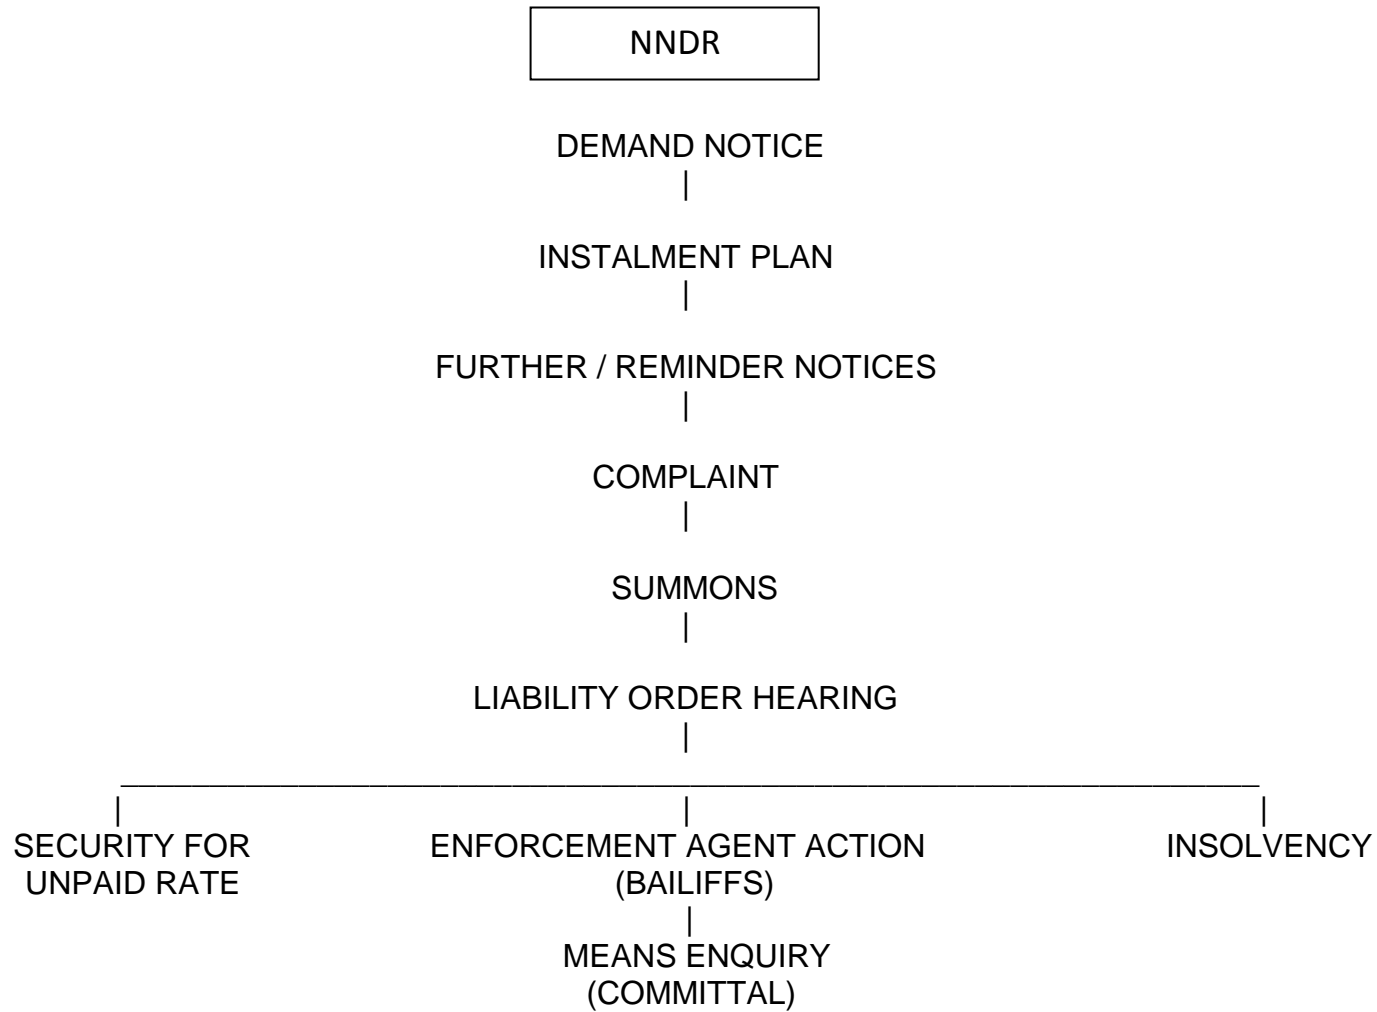 NNDR
DEMAND NOTICE
INSTALMENT PLAN
FURTHER / REMINDER NOTICES
COMPLAINT
SUMMONS
LIABILITY ORDER HEARING
SECURITY FOR
UNPAID RATE
ENFORCEMENT AGENT ACTION
(BAILIFFS)
INSOLVENCY
MEANS ENQUIRY
(COMMITTAL)